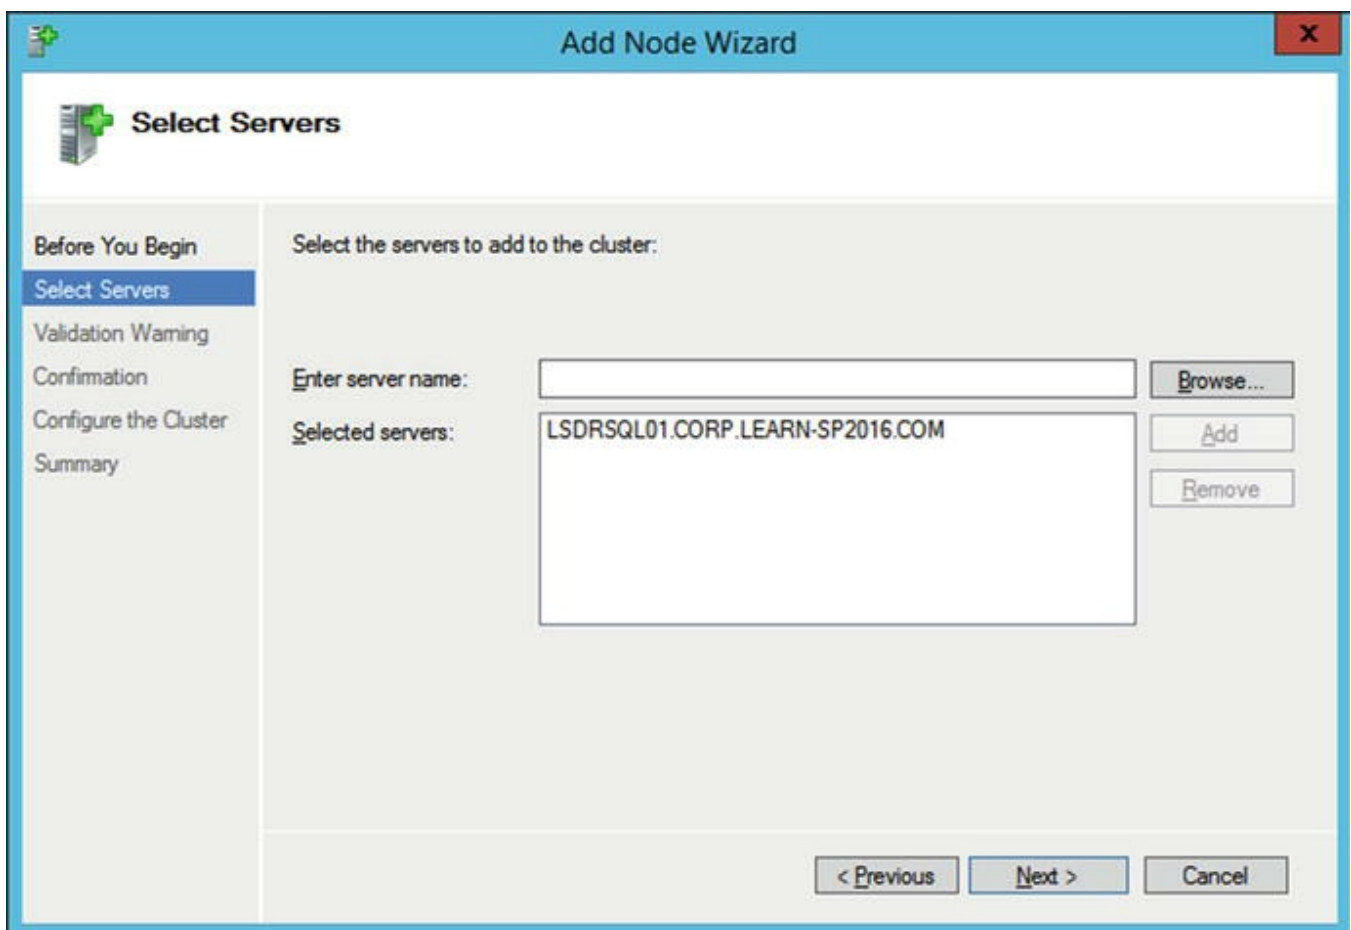 Add Node Wizard
x
Select Servers
Before You Begin
Select Servers
Validation Warning
Confirmation
Configure the Cluster
Summary
Select the servers to add to the cluster:
Enter server name:
Browse...
Selected servers:
LSDRSQL01.CORP.LEARN-SP2016.COM
Add
Remove
< Previous
Next >
Cancel